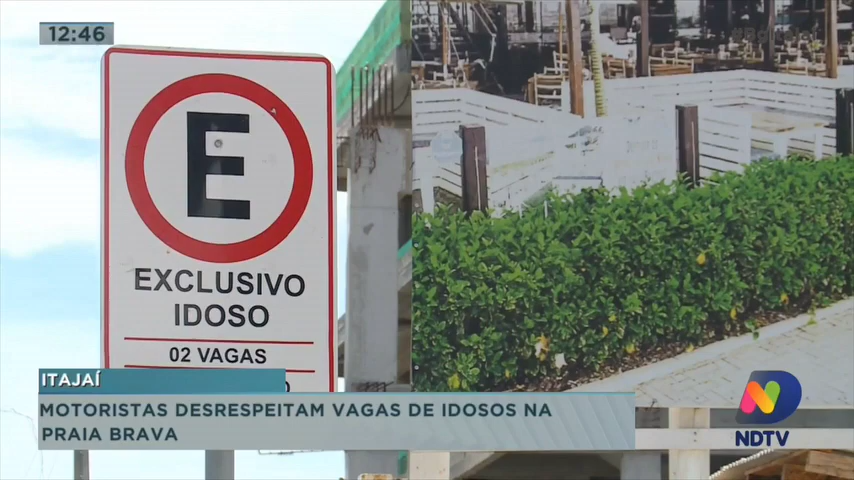 12:46
E
EXCLUSIVO
IDOSO
02 VAGAS
ITAJAÍ
MOTORISTAS DESRESPEITAM VAGAS DE IDOSOS NA
PRAIA BRAVA
NDTV